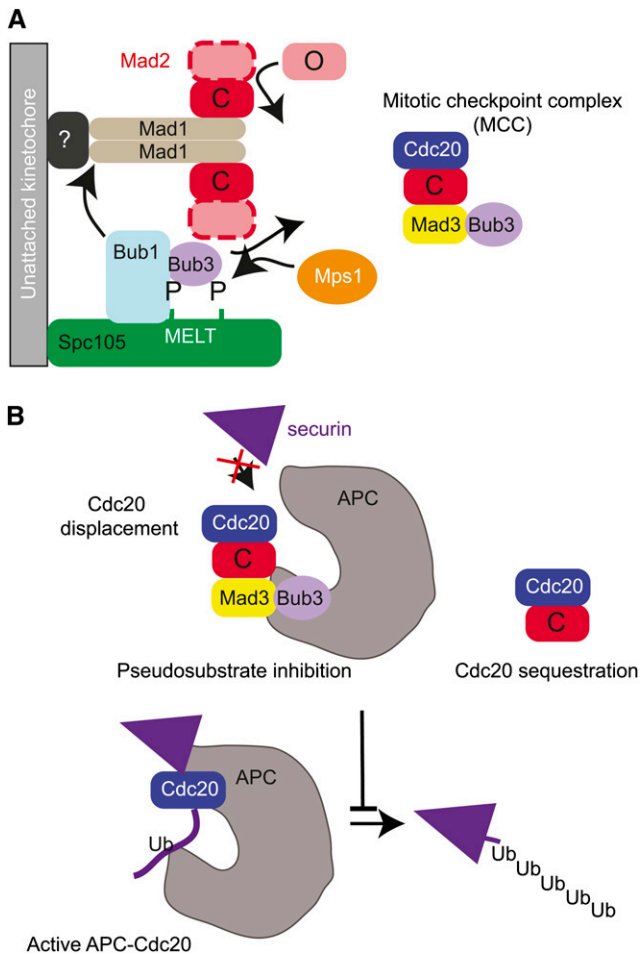 A
Mad2
O
C
Mitotic checkpoint complex
(MCC)
Unattached kinetochore
?
Mad1
Mad1
Cdc20
C
Mad3
Bub3
C
Bub1
Bub3
Mps1
P
P
MELT
Spc105
B
securin
Cdc20
displacement
APC
Cdc20
C
Mad3
Bub3
Cdc20
C
Pseudosubstrate inhibition
Cdc20 sequestration
APC
Cdc20
Ub
Ub
Ub
Ub
Ub
Ub
Active APC-Cdc20